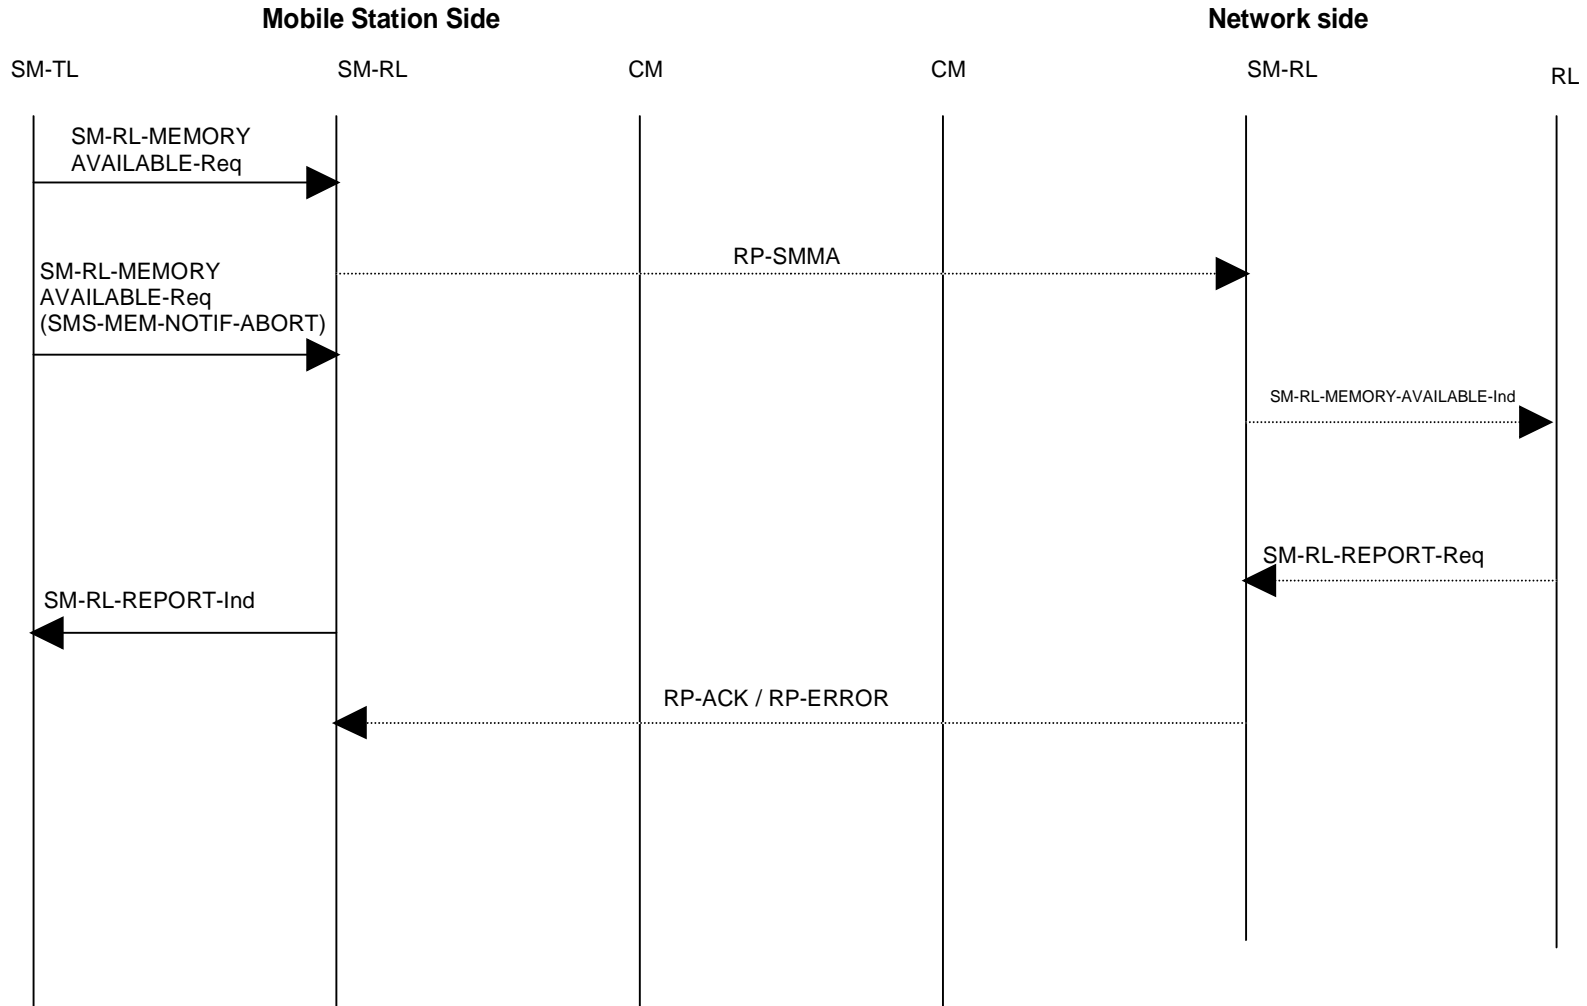 Mobile Station Side
Network side
SM-TL
SM-RL
CM
CM
SM-RL
RL
SM-RL-MEMORY
AVAILABLE-Req
RP-SMMA
SM-RL-MEMORY
AVAILABLE-Req
(SMS-MEM-NOTIF-ABORT)
SM-RL-MEMORY-AVAILABLE-Ind
SM-RL-REPORT-Req
SM-RL-REPORT-Ind
RP-ACK / RP-ERROR